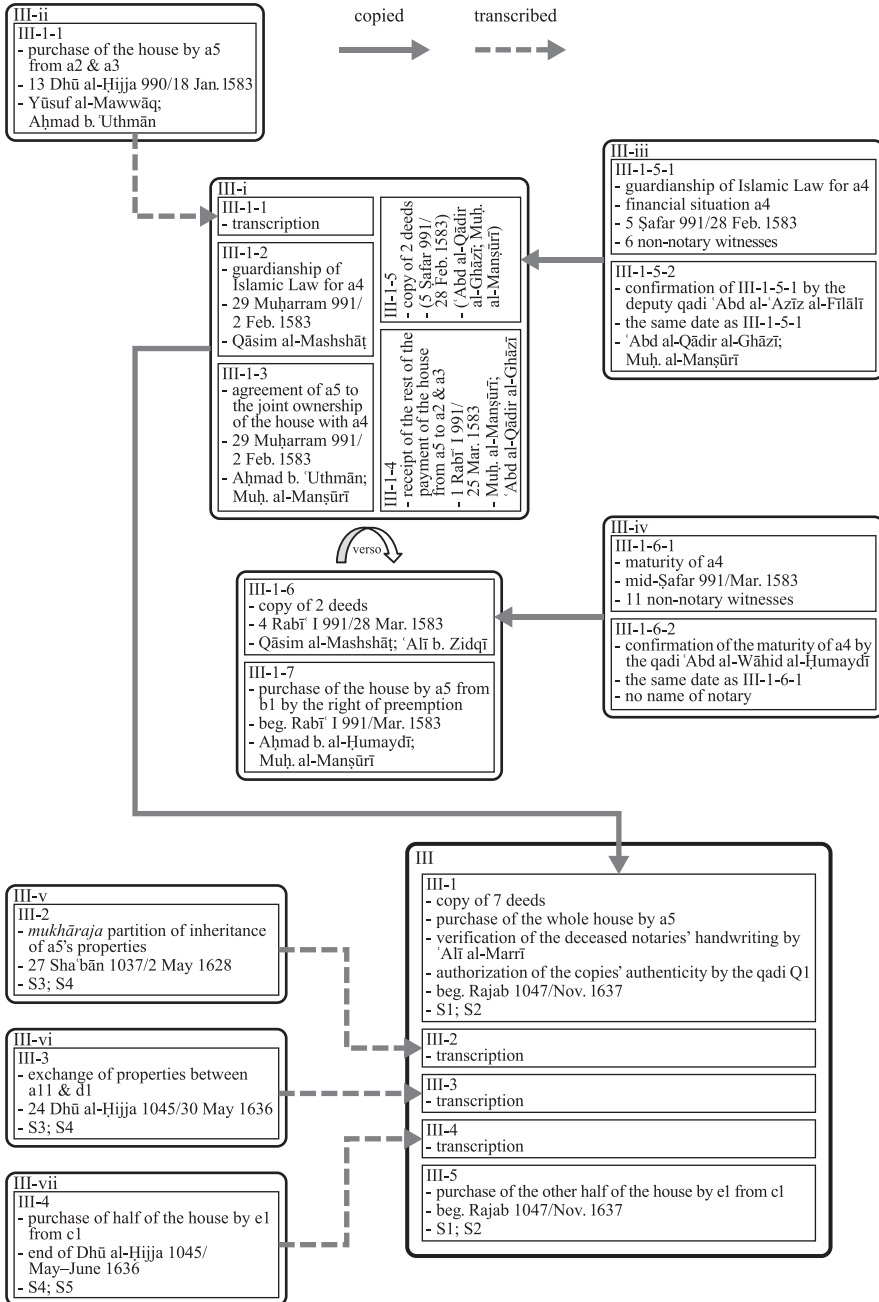 copied
transcribed
III-ii
III-1-1
- purchase of the house by a5
from a2 & a3
- 13 Dhū al-Ḥijja 990/18 Jan. 1583
- Yūsuf al-Mawwāq;
Aḥmad b. ʿUthmān
III-i
III-1-1
- transcription
III-1-2
- guardianship of
Islamic Law for a4
- 29 Muḥarram 991/
2 Feb. 1583
- Qāsim al-Mashshāṭ
III-1-3
- agreement of a5 to
the joint ownership
of the house with a4
- 29 Muḥarram 991/
2 Feb. 1583
- Aḥmad b. ʿUthmān;
Muḥ. al-Manṣūrī
III-1-5
- copy of 2 deeds
- (5 Ṣafar 991/
28 Feb. 1583)
- (ʿAbd al-Qādir
al-Ghāzī; Muḥ.
al-Manṣūrī)
III-1-4
- receipt of the rest of the
payment of the house
from a5 to a2 & a3
- 1 Rabīʿ I 991/
25 Mar. 1583
- Muḥ. al-Manṣūrī;
ʿAbd al-Qādir al-Ghāzī
III-iii
III-1-5-1
- guardianship of Islamic Law for a4
- financial situation a4
- 5 Ṣafar 991/28 Feb. 1583
- 6 non-notary witnesses
III-1-5-2
- confirmation of III-1-5-1 by the
deputy qadi ʿAbd al-ʿAzīz al-Fīlālī
- the same date as III-1-5-1
- ʿAbd al-Qādir al-Ghāzī;
Muḥ. al-Manṣūrī
verso
III-1-6
- copy of 2 deeds
- 4 Rabīʿ I 991/28 Mar. 1583
- Qāsim al-Mashshāṭ; ʿAlī b. Zidqī
III-1-7
- purchase of the house by a5 from
b1 by the right of preemption
- beg. Rabīʿ I 991/Mar. 1583
- Aḥmad b. al-Ḥumaydī;
Muḥ. al-Manṣūrī
III-iv
III-1-6-1
- maturity of a4
- mid-Ṣafar 991/Mar. 1583
- 11 non-notary witnesses
III-1-6-2
- confirmation of the maturity of a4 by
the qadi ʿAbd al-Wāhid al-Ḥumaydī
- the same date as III-1-6-1
- no name of notary
III
III-1
- copy of 7 deeds
- purchase of the whole house by a5
- verification of the deceased notaries’ handwriting by
ʿAlī al-Marrī
- authorization of the copies’ authenticity by the qadi Q1
- beg. Rajab 1047/Nov. 1637
- S1; S2
III-2
- transcription
III-3
- transcription
III-4
- transcription
III-5
- purchase of the other half of the house by e1 from c1
- beg. Rajab 1047/Nov. 1637
- S1; S2
III-v
III-2
- mukhāraja partition of inheritance
of a5’s properties
- 27 Shaʿbān 1037/2 May 1628
- S3; S4
III-vi
III-3
- exchange of properties between
a11 & d1
- 24 Dhū al-Ḥijja 1045/30 May 1636
- S3; S4
III-vii
III-4
- purchase of half of the house by e1
from c1
- end of Dhū al-Ḥijja 1045/
May–June 1636
- S4; S5